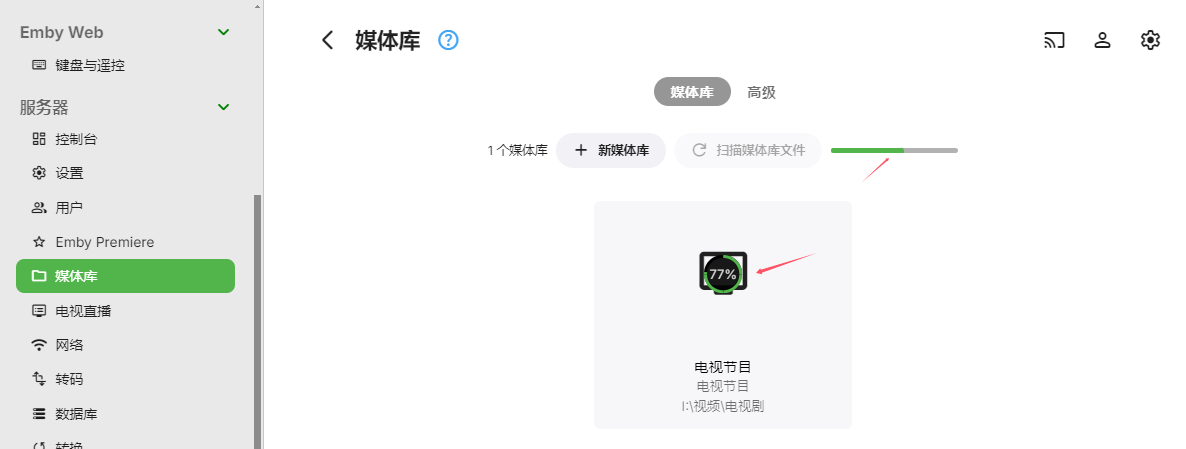 Emby Web
键盘与遥控
服务器
控制台
设置
用户
Emby Premiere
媒体库
电视直播
网络
转码
数据库
转换
媒体库
媒体库
高级
1 个媒体库
新媒体库
扫描媒体库文件
77%
电视节目
电视节目
I:\视频\电视剧